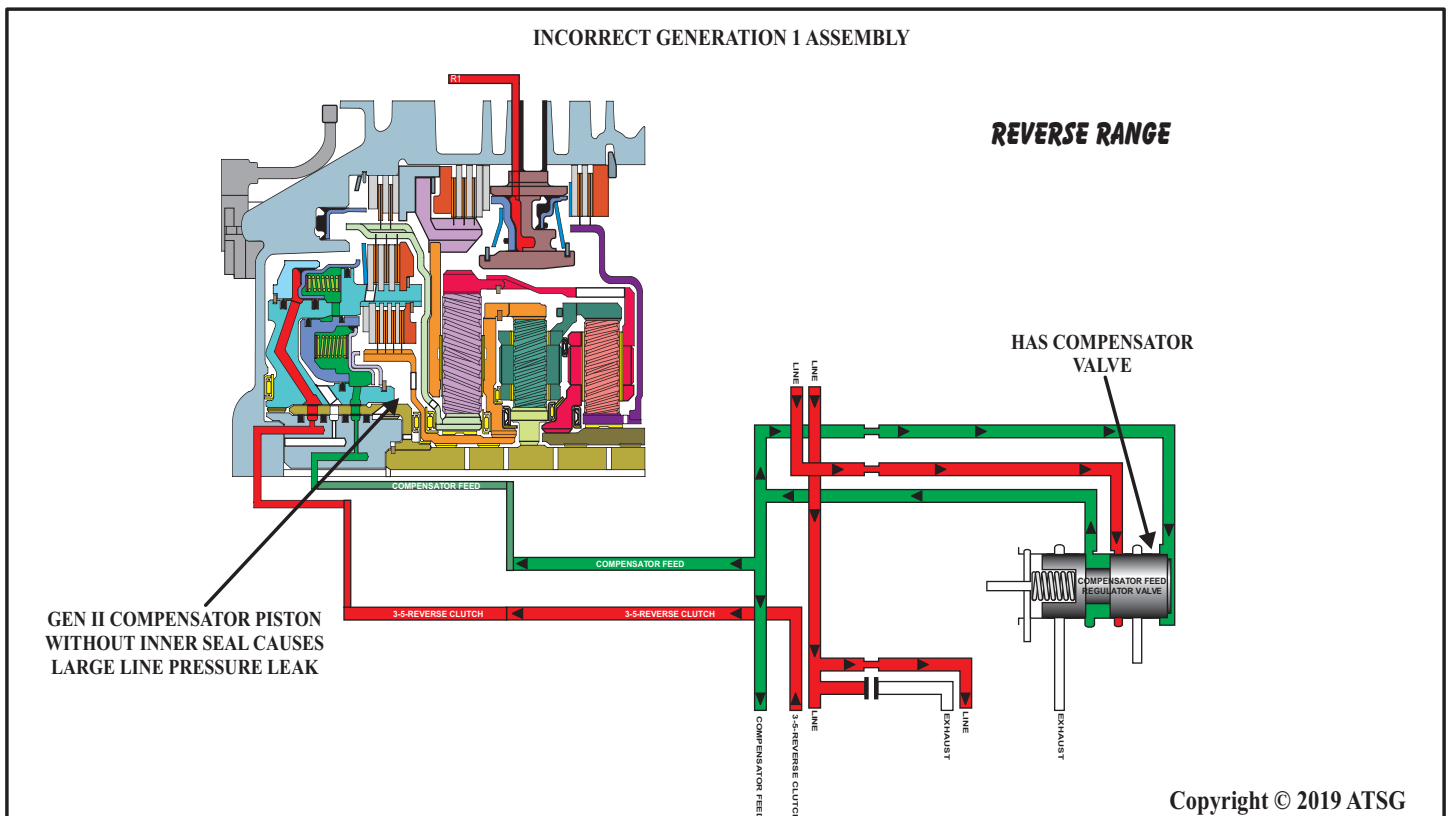 INCORRECT GENERATION 1 ASSEMBLY
R1
REVERSE RANGE
HAS COMPENSATOR
VALVE
LINE
LINE
COMPENSATOR FEED
COMPENSATOR FEED
COMPENSATOR FEED
REGULATOR VALVE
3-5-REVERSE CLUTCH
3-5-REVERSE CLUTCH
GEN II COMPENSATOR PISTON
WITHOUT INNER SEAL CAUSES
LARGE LINE PRESSURE LEAK
COMPENSATOR FEED
3-5-REVERSE CLUTCH
LINE
EXHAUST
LINE
EXHAUST
Copyright © 2019 ATSG